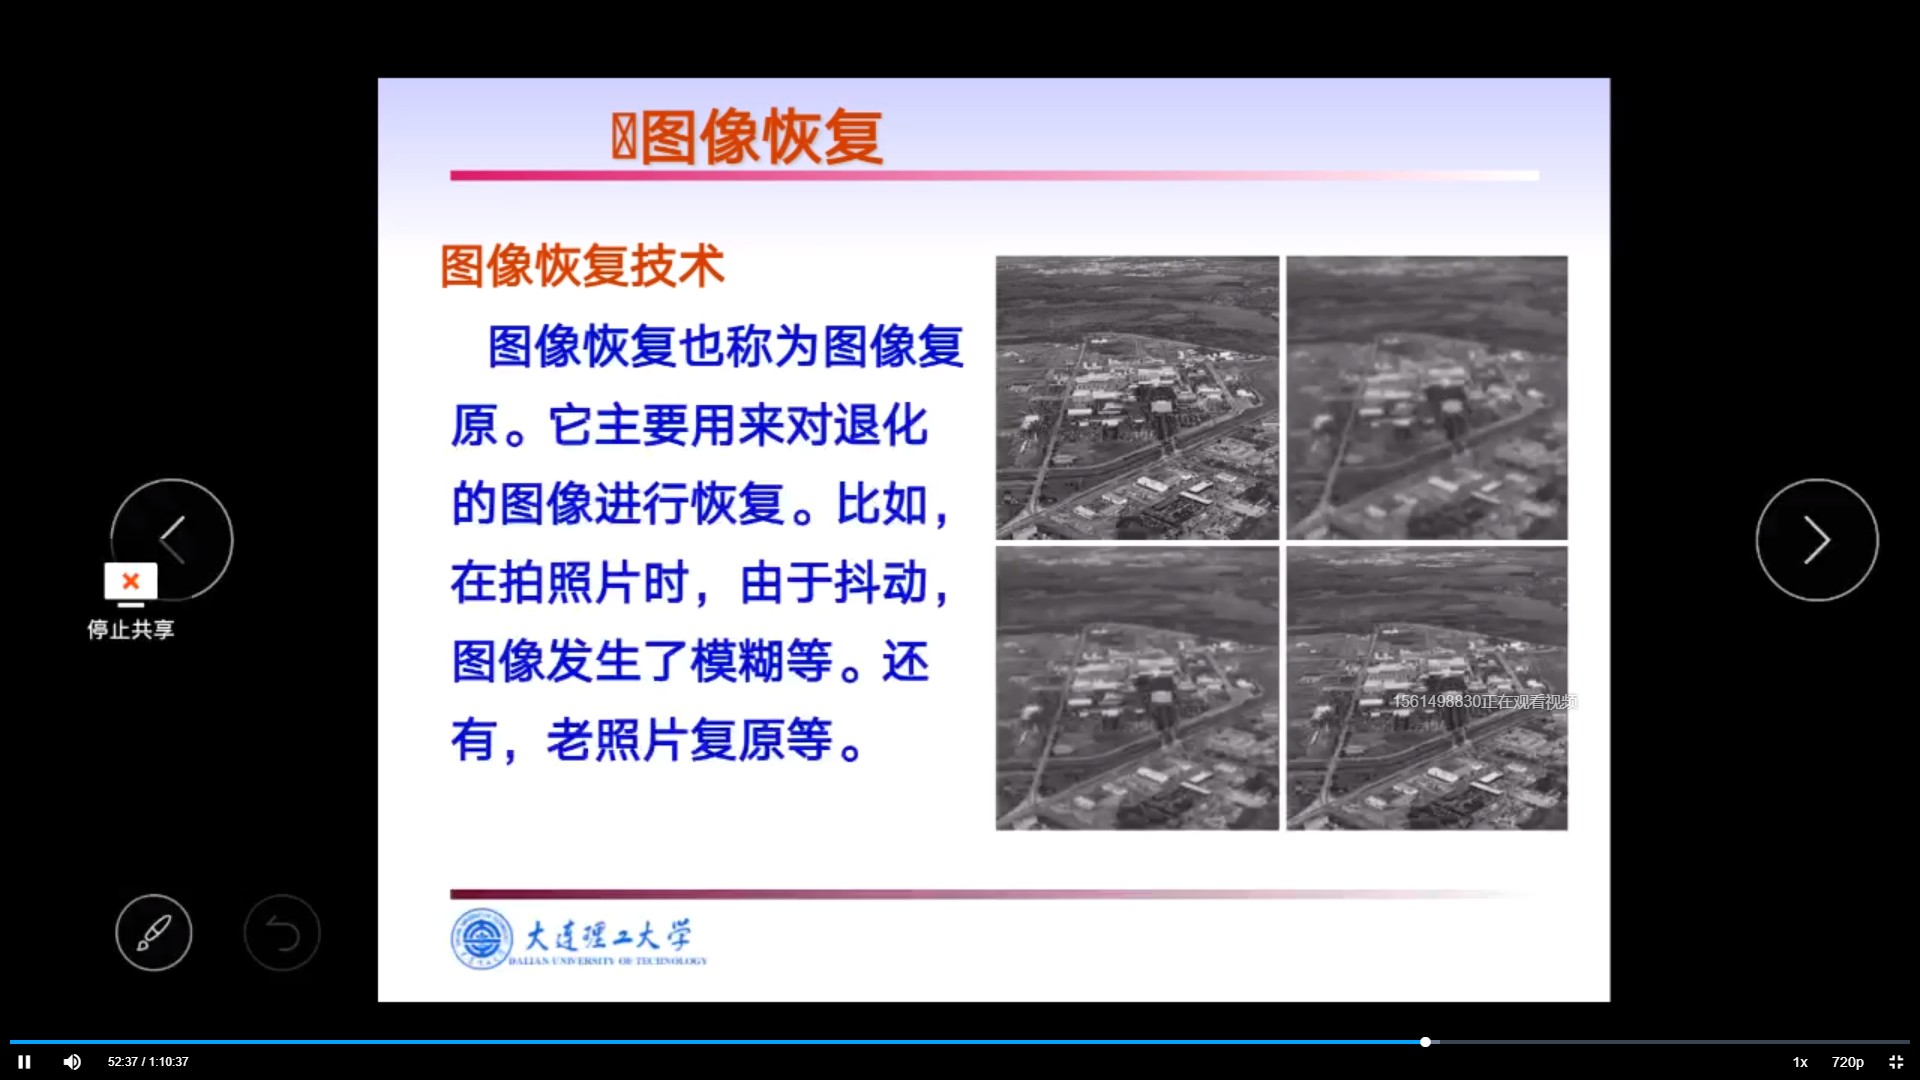 图像恢复
图像恢复技术
图像恢复也称为图像复
原。它主要用来对退化
的图像进行恢复。比如，
在拍照片时，由于抖动，
图像发生了模糊等。还
有，老照片复原等。
停止共享
1561498830正在观看视频
大连理工大学
DALIAN UNIVERSITY OF TECHNOLOGY
52:37 / 1:10:37
1x
720p